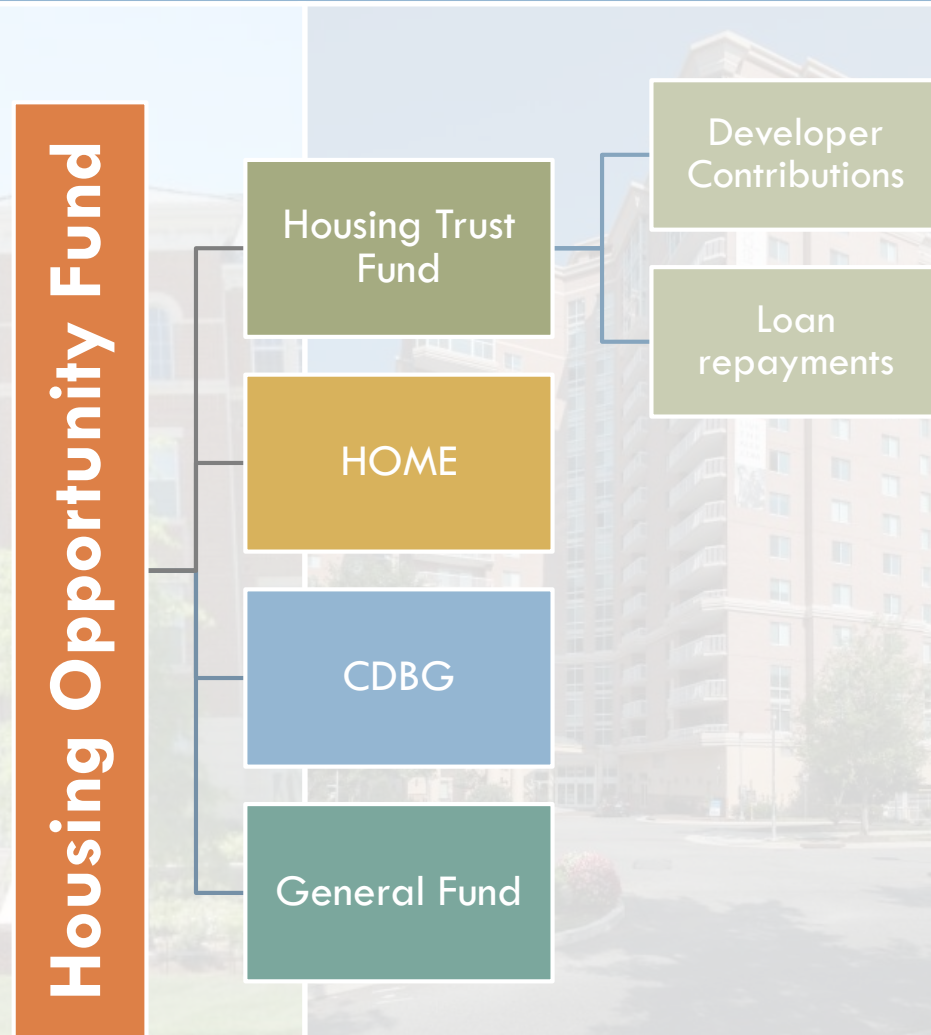 Housing Opportunity Fund
Housing Trust
Fund
HOME
CDBG
General Fund
Developer
Contributions
Loan
repayments